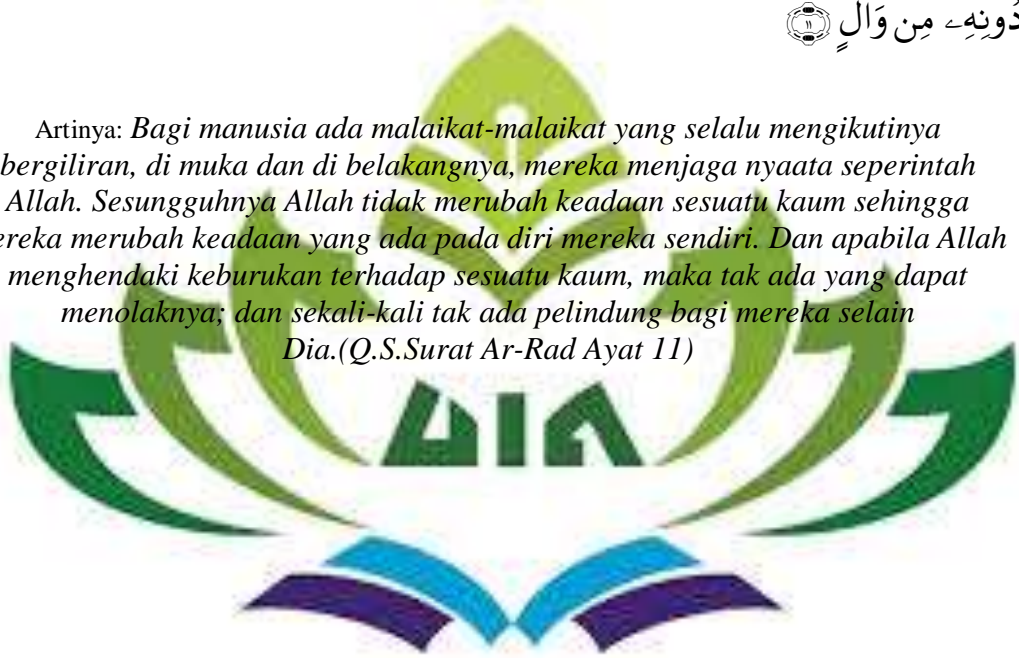 دُونِهِۦ مِن وَالٍ ۝١١
Artinya: Bagi manusia ada malaikat-malaikat yang selalu mengikutinya
bergiliran, di muka dan di belakangnya, mereka menjaga nyaata seperintah
Allah. Sesungguhnya Allah tidak merubah keadaan sesuatu kaum sehingga
ereka merubah keadaan yang ada pada diri mereka sendiri. Dan apabila Allah
menghendaki keburukan terhadap sesuatu kaum, maka tak ada yang dapat
menolaknya; dan sekali-kali tak ada pelindung bagi mereka selain
Dia.(Q.S.Surat Ar-Rad Ayat 11)
UIN